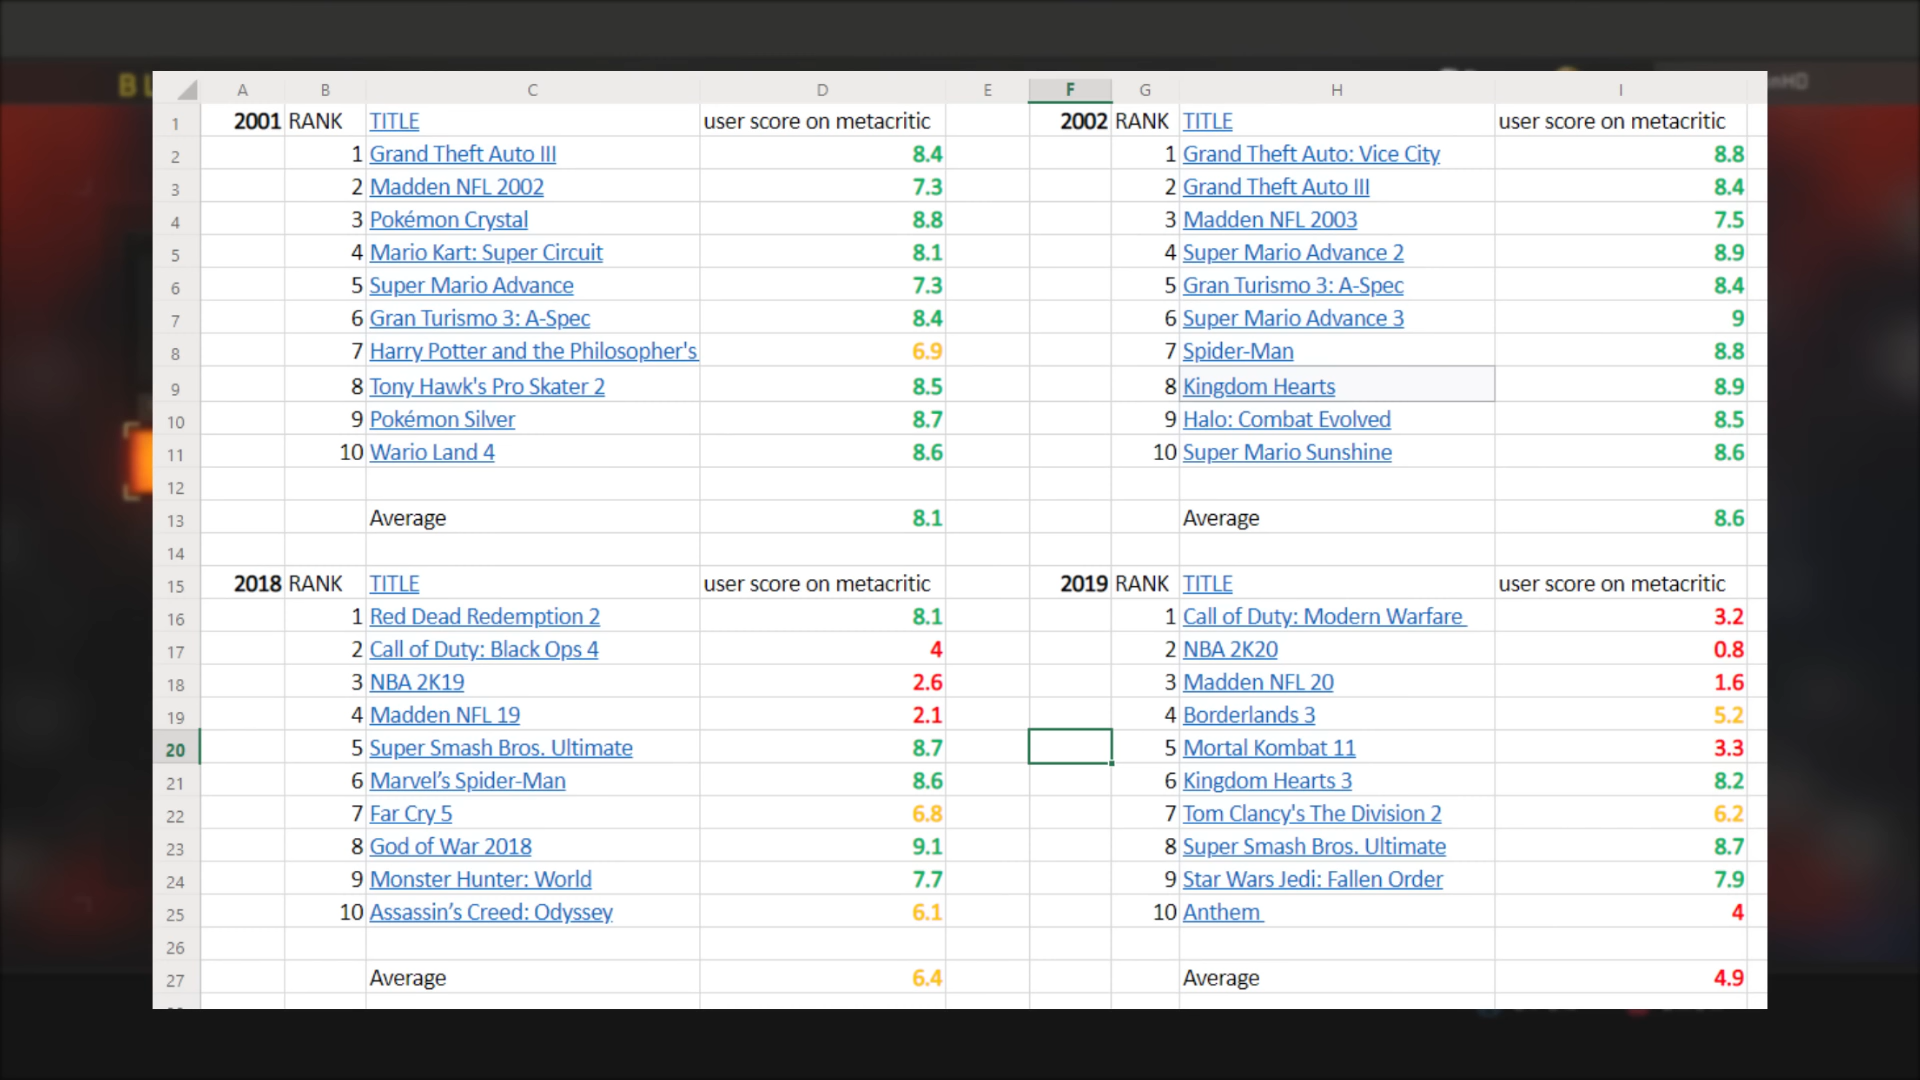 BL
nHD
A B C D E F G H I
1 2001 RANK TITLE user score on metacritic 2002 RANK TITLE user score on metacritic
2 1 Grand Theft Auto III 8.4 1 Grand Theft Auto: Vice City 8.8
3 2 Madden NFL 2002 7.3 2 Grand Theft Auto III 8.4
4 3 Pokémon Crystal 8.8 3 Madden NFL 2003 7.5
5 4 Mario Kart: Super Circuit 8.1 4 Super Mario Advance 2 8.9
6 5 Super Mario Advance 7.3 5 Gran Turismo 3: A-Spec 8.4
7 6 Gran Turismo 3: A-Spec 8.4 6 Super Mario Advance 3 9
8 7 Harry Potter and the Philosopher's 6.9 7 Spider-Man 8.8
9 8 Tony Hawk's Pro Skater 2 8.5 8 Kingdom Hearts 8.9
10 9 Pokémon Silver 8.7 9 Halo: Combat Evolved 8.5
11 10 Wario Land 4 8.6 10 Super Mario Sunshine 8.6
12
13 Average 8.1 Average 8.6
14
15 2018 RANK TITLE user score on metacritic 2019 RANK TITLE user score on metacritic
16 1 Red Dead Redemption 2 8.1 1 Call of Duty: Modern Warfare 3.2
17 2 Call of Duty: Black Ops 4 4 2 NBA 2K20 0.8
18 3 NBA 2K19 2.6 3 Madden NFL 20 1.6
19 4 Madden NFL 19 2.1 4 Borderlands 3 5.2
20 5 Super Smash Bros. Ultimate 8.7 5 Mortal Kombat 11 3.3
21 6 Marvel’s Spider-Man 8.6 6 Kingdom Hearts 3 8.2
22 7 Far Cry 5 6.8 7 Tom Clancy's The Division 2 6.2
23 8 God of War 2018 9.1 8 Super Smash Bros. Ultimate 8.7
24 9 Monster Hunter: World 7.7 9 Star Wars Jedi: Fallen Order 7.9
25 10 Assassin’s Creed: Odyssey 6.1 10 Anthem 4
26
27 Average 6.4 Average 4.9